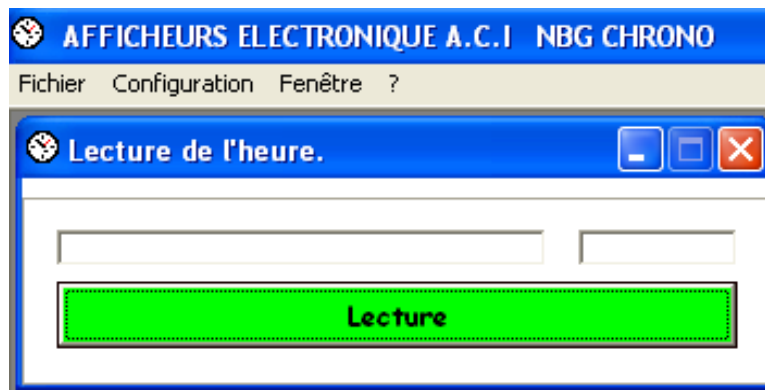 AFFICHEURS ELECTRONIQUE A.C.I NBG CHRONO
Fichier Configuration Fenêtre ?
Lecture de l'heure.
Lecture